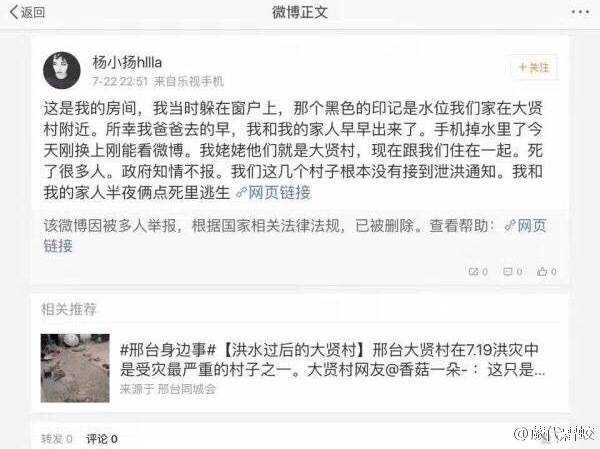 返回
微博正文
杨小扬hllla
+关注
7-22 22:51 来自乐视手机
这是我的房间，我当时躲在窗户上，那个黑色的印记是水位我们家在大贤
村附近。所幸我爸爸去的早，我和我的家人早早出来了。手机掉水里了今
天刚换上刚能看微博。我姥姥他们就是大贤村，现在跟我们住在一起。死
了很多人。政府知情不报。我们这几个村子根本没有接到泄洪通知。我和
我的家人半夜俩点死里逃生 网页链接
该微博因被多人举报，根据国家相关法律法规，已被删除。查看帮助： 网页
链接
0 0 0
相关推荐
#邢台身边事#【洪水过后的大贤村】邢台大贤村在7.19洪灾中
是受灾最严重的村子之一。大贤村网友@香菇一朵-：这只是...
来源于 邢台同城会
转发 0 评论 0